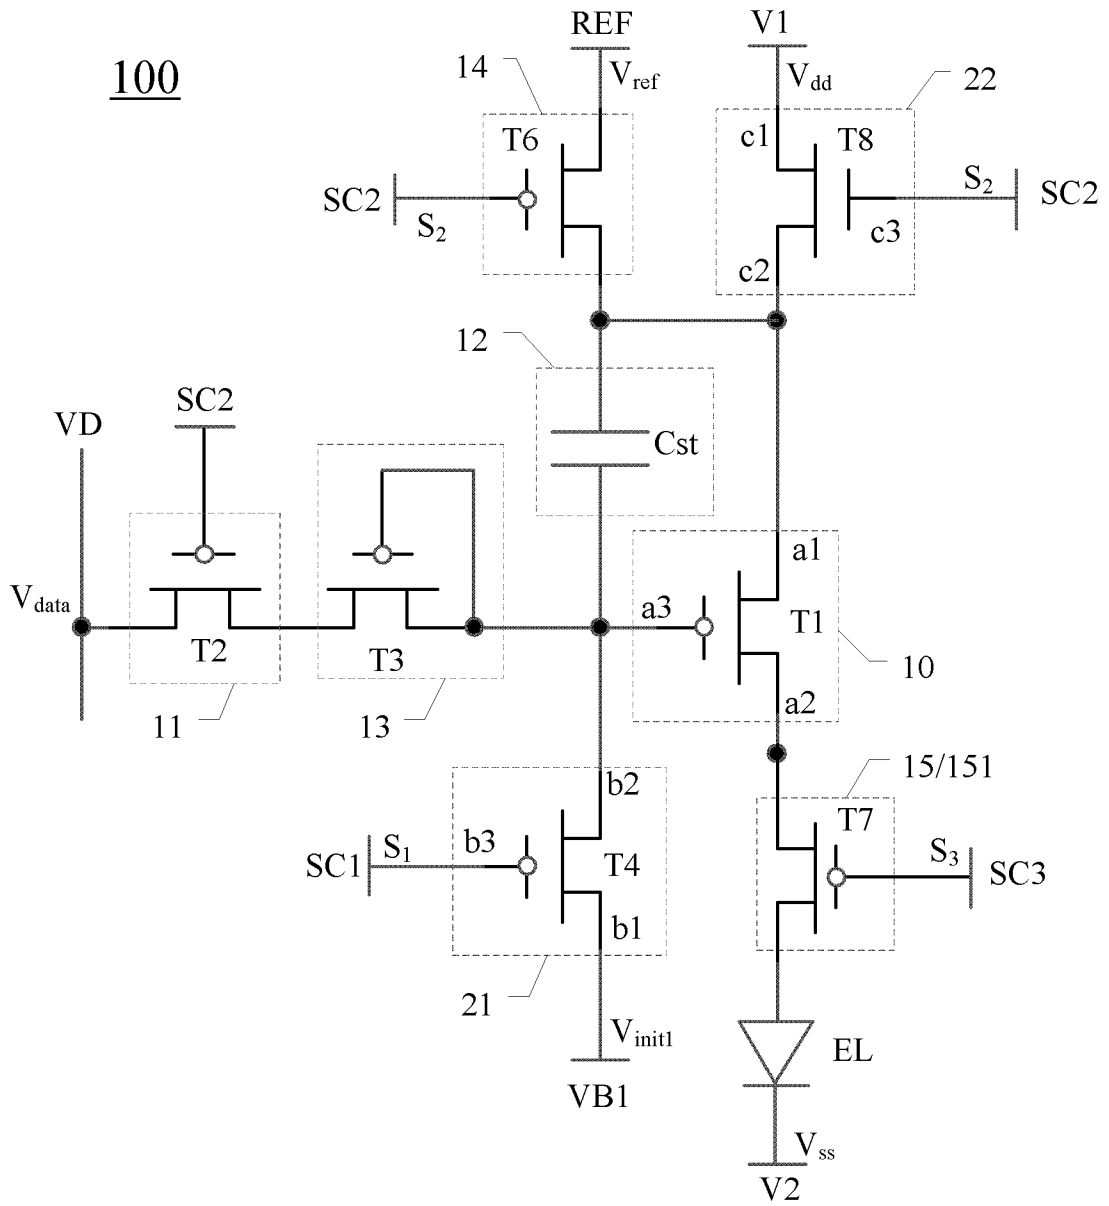 REF
V1
100
14
Vref
Vdd
22
T6
c1
T8
SC2
S2
S2
SC2
c3
c2
12
SC2
VD
Cst
a1
Vdata
a3
T1
T2
T3
10
a2
11
13
15/151
b2
T7
SC1
S1
b3
T4
S3
SC3
b1
21
Vinit1
EL
VB1
Vss
V2